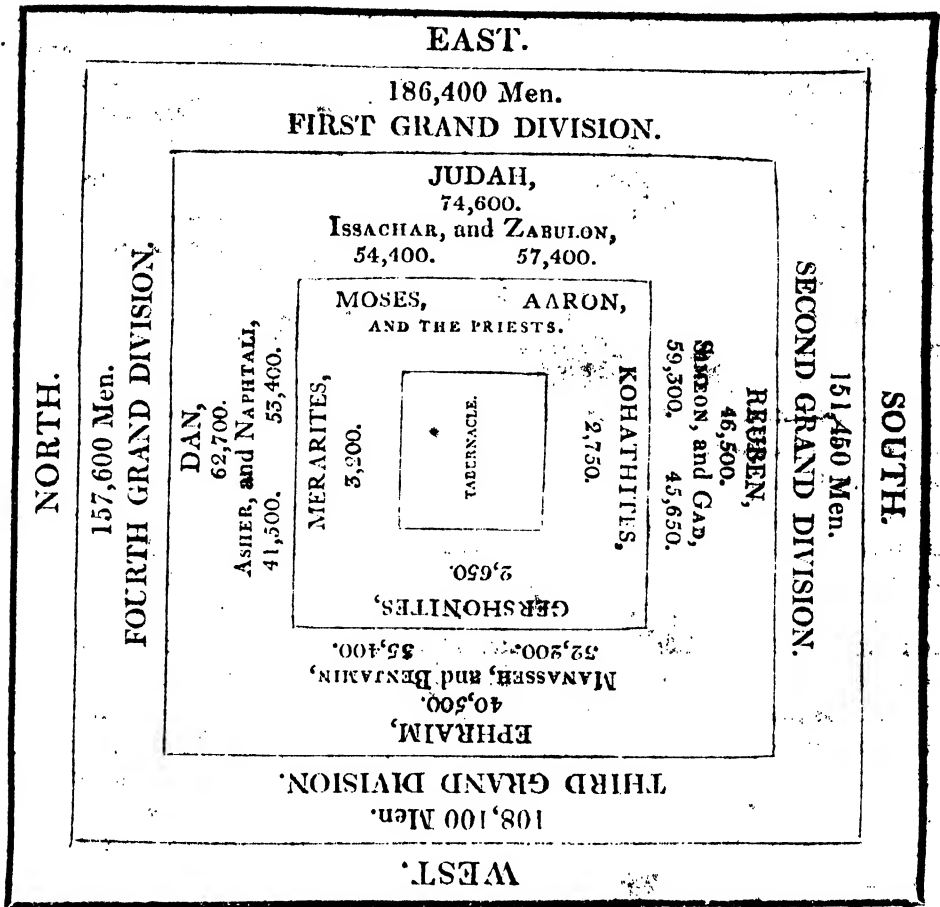 EAST.
186,400 Men.
FIRST GRAND DIVISION.
JUDAH,
74,600.
ISSACHAR, and ZABULON,
54,400. 57,400.
MOSES, AARON,
AND THE PRIESTS.
TABERNACLE.
KOHATHITES,
2,750.
SOUTH.
151,450 Men.
SECOND GRAND DIVISION.
REUBEN,
46,500.
SIMEON, and GAD,
59,300. 45,650.
WEST.
108,100 Men.
THIRD GRAND DIVISION.
EPHRAIM,
40,500.
MANASSEH, and BENJAMIN,
32,200. 35,400.
GERSHONITES,
2,650.
NORTH.
157,600 Men.
FOURTH GRAND DIVISION.
DAN,
62,700.
ASHER, and NAPHTALI,
41,500. 53,400.
MERARITES,
3,200.